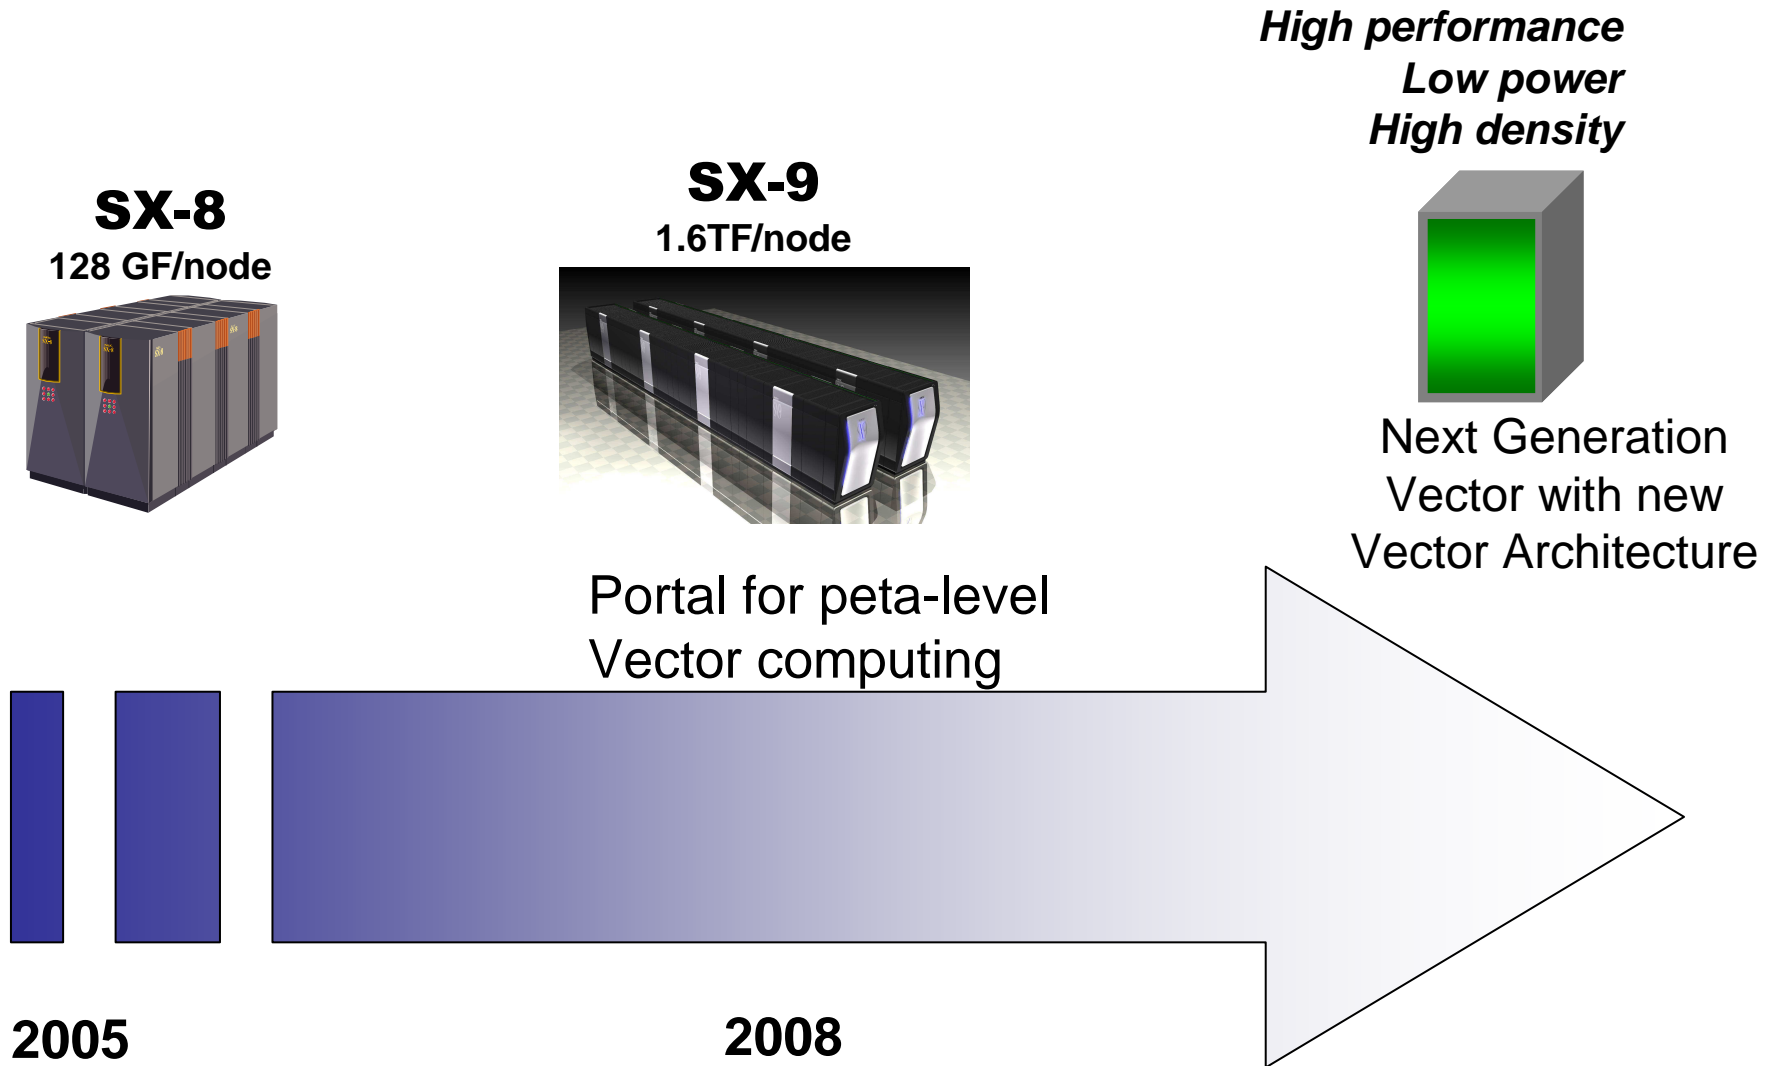 High performance
Low power
High density
SX-8
128 GF/node
SX-9
1.6TF/node
Next Generation
Vector with new
Vector Architecture
Portal for peta-level
Vector computing
2005
2008